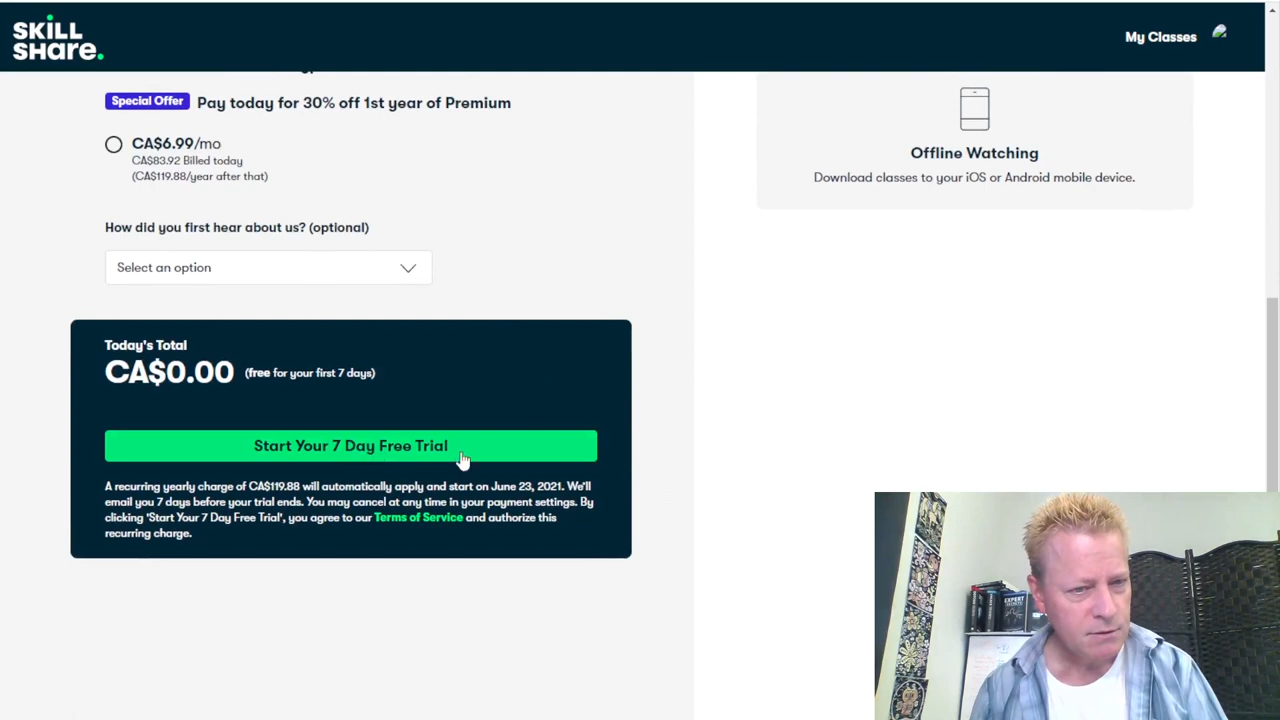 SKILL
SHARE.
My Classes
Special Offer Pay today for 30% off 1st year of Premium
CA$6.99/mo
CA$83.92 Billed today
(CA$119.88/year after that)
How did you first hear about us? (optional)
Select an option
Today's Total
CA$0.00 (free for your first 7 days)
Start Your 7 Day Free Trial
A recurring yearly charge of CA$119.88 will automatically apply and start on June 23, 2021. We'll
email you 7 days before your trial ends. You may cancel at any time in your payment settings. By
clicking 'Start Your 7 Day Free Trial', you agree to our Terms of Service and authorize this
recurring charge.
Offline Watching
Download classes to your iOS or Android mobile device.
EXPERT
SECRETS